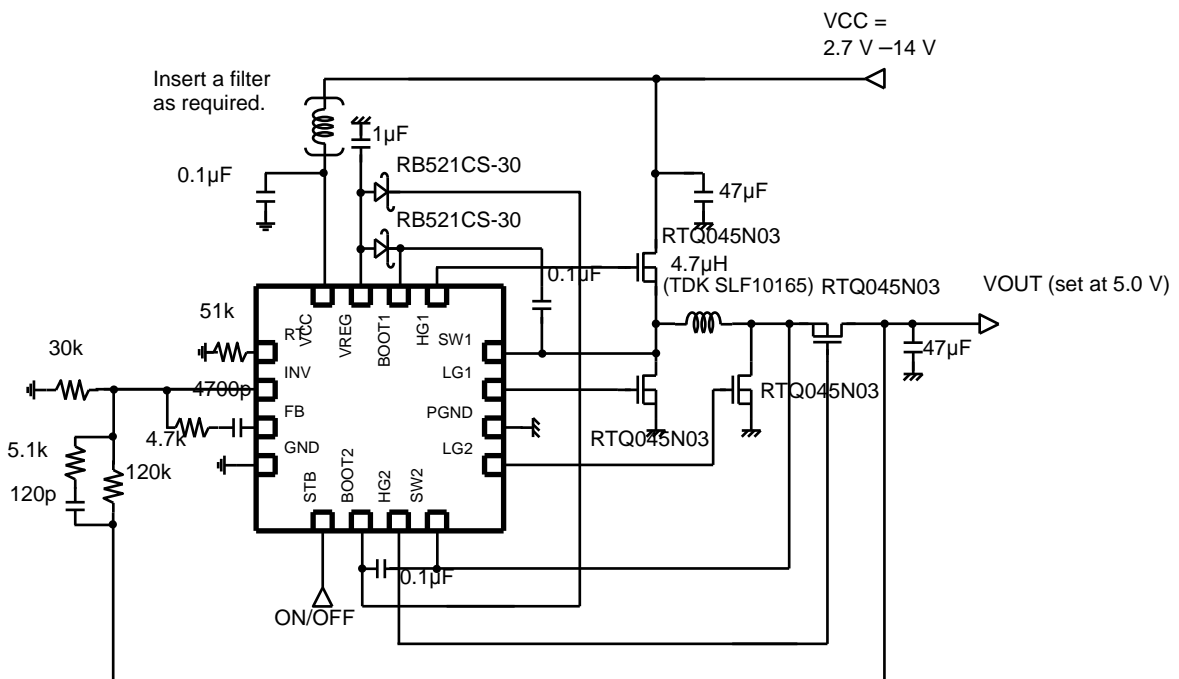 VCC =
2.7 V –14 V
Insert a filter
as required.
1µF
RB521CS-30
0.1µF
47µF
RB521CS-30
RTQ045N03
4.7µH
0.1µF
(TDK SLF10165)
RTQ045N03
VOUT (set at 5.0 V)
51k
RT
VCC
VREG
BOOT1
HG1
SW1
30k
47µF
INV
LG1
4700p
RTQ045N03
FB
PGND
4.7k
RTQ045N03
5.1k
GND
LG2
120k
120p
STB
BOOT2
HG2
SW2
0.1µF
ON/OFF